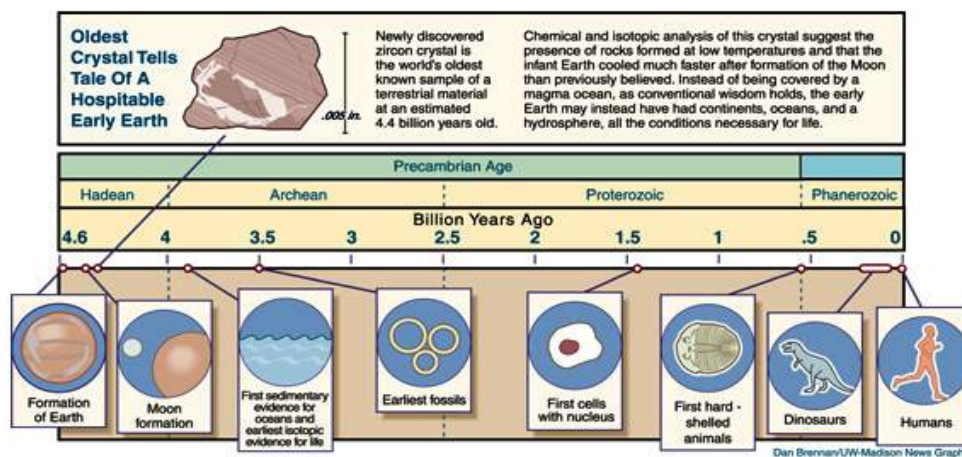 Oldest
Crystal Tells
Tale Of A
Hospitable
Early Earth
.005 in.
Newly discovered
zircon crystal is
the world's oldest
known sample of a
terrestrial material
at an estimated
4.4 billion years old.
Chemical and isotopic analysis of this crystal suggest the
presence of rocks formed at low temperatures and that the
infant Earth cooled much faster after formation of the Moon
than previously believed. Instead of being covered by a
magma ocean, as conventional wisdom holds, the early
Earth may instead have had continents, oceans, and a
hydrosphere, all the conditions necessary for life.
Precambrian Age
Hadean Archean Proterozoic Phanerozoic
Billion Years Ago
4.6 4 3.5 3 2.5 2 1.5 1 .5 0
Formation
of Earth
Moon
formation
First sedimentary
evidence for
oceans and
earliest isotopic
evidence for life
Earliest fossils
First cells
with nucleus
First hard -
shelled
animals
Dinosaurs
Humans
Dan Brennan/UW-Madison News Graph